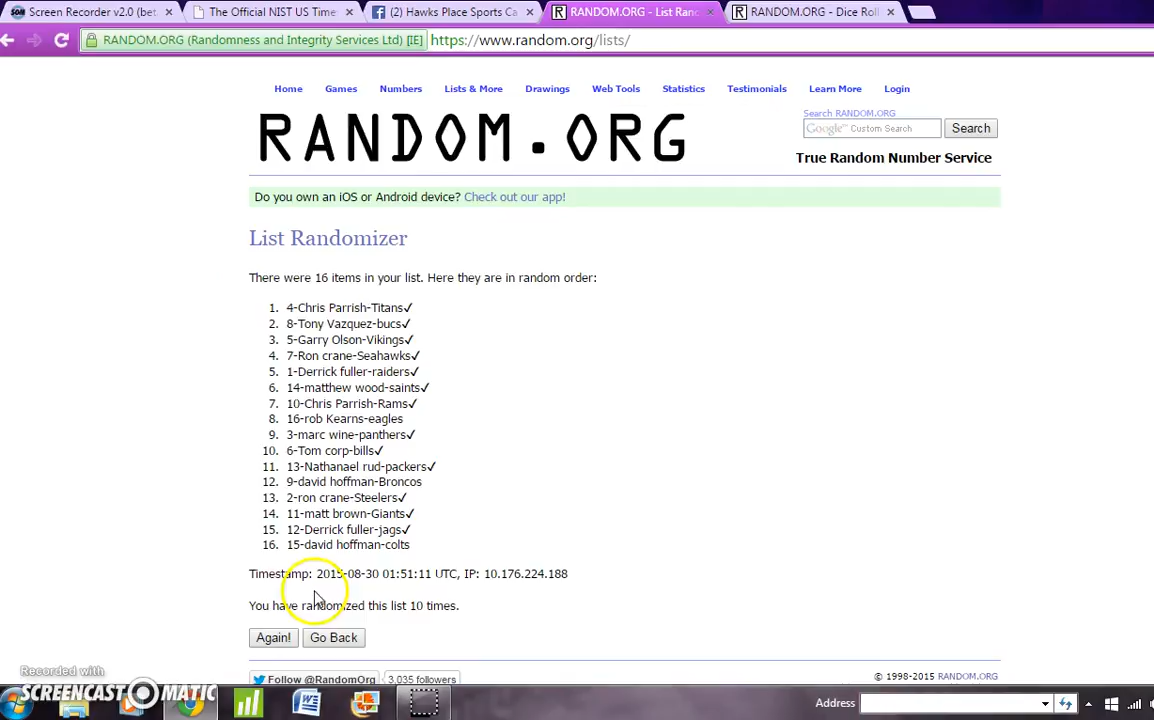 Screen Recorder v2.0 (bet
The Official NIST US Time
(2) Hawks Place Sports Ca
RANDOM.ORG - List Ran
RANDOM.ORG - Dice Roll
RANDOM.ORG (Randomness and Integrity Services Ltd) [IE]
https://www.random.org/lists/
Home Games Numbers Lists & More Drawings Web Tools Statistics Testimonials Learn More Login
RANDOM.ORG
Search RANDOM.ORG
Google™ Custom Search
Search
True Random Number Service
Do you own an iOS or Android device? Check out our app!
List Randomizer
There were 16 items in your list. Here they are in random order:
1. 4-Chris Parrish-Titans✓
2. 8-Tony Vazquez-bucs✓
3. 5-Garry Olson-Vikings✓
4. 7-Ron crane-Seahawks✓
5. 1-Derrick fuller-raiders✓
6. 14-matthew wood-saints✓
7. 10-Chris Parrish-Rams✓
8. 16-rob Kearns-eagles
9. 3-marc wine-panthers✓
10. 6-Tom corp-bills✓
11. 13-Nathanael rud-packers✓
12. 9-david hoffman-Broncos
13. 2-ron crane-Steelers✓
14. 11-matt brown-Giants✓
15. 12-Derrick fuller-jags✓
16. 15-david hoffman-colts
Timestamp: 2015-08-30 01:51:11 UTC, IP: 10.176.224.188
You have randomized this list 10 times.
Again! Go Back
Follow @RandomOrg 3,035 followers
© 1998-2015 RANDOM.ORG
Recorded with
SCREENCAST-O-MATIC
Address